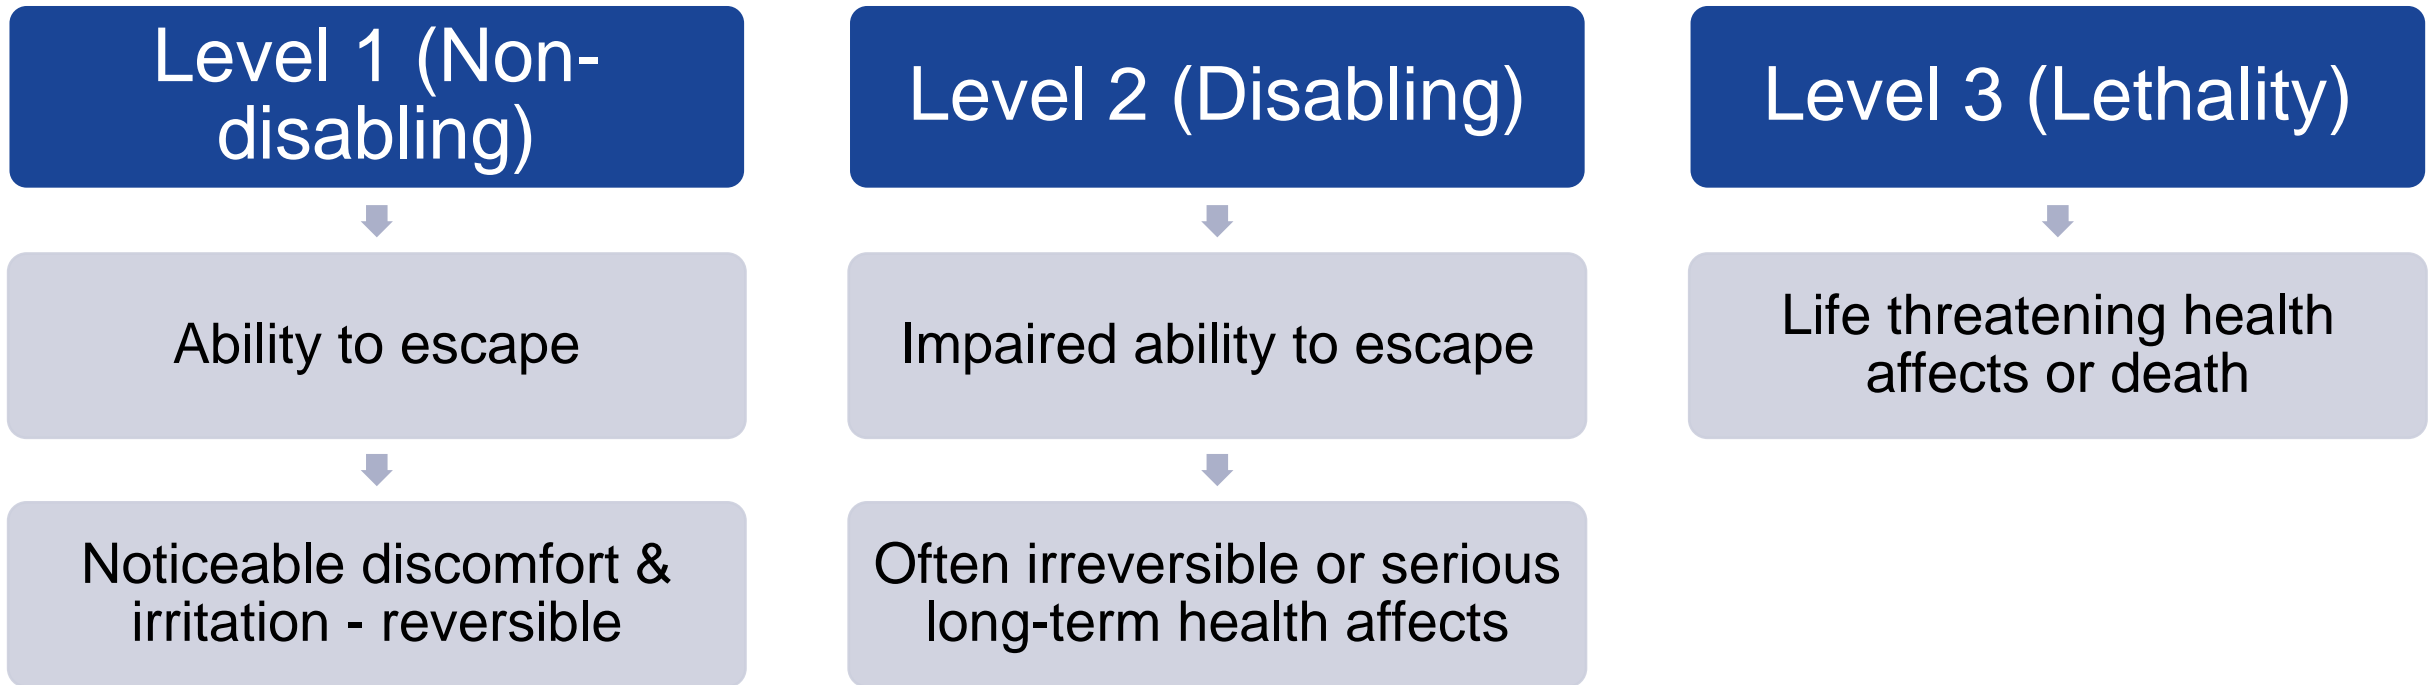 Level 1 (Non-
disabling)
Ability to escape
Noticeable discomfort &
irritation - reversible
Level 2 (Disabling)
Impaired ability to escape
Often irreversible or serious
long-term health affects
Level 3 (Lethality)
Life threatening health
affects or death